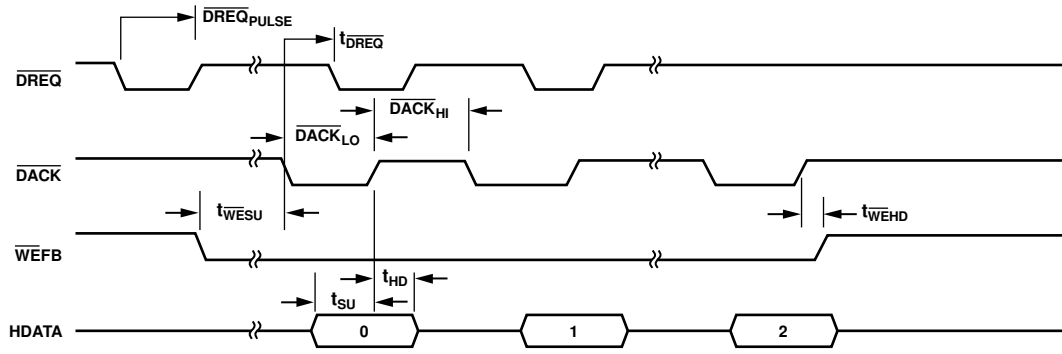 DREQPULSE
tDREQ
DREQ
DACKHI
DACKLO
DACK
tWESU
tWEHD
WEFB
tHD
tSU
HDATA
0
1
2